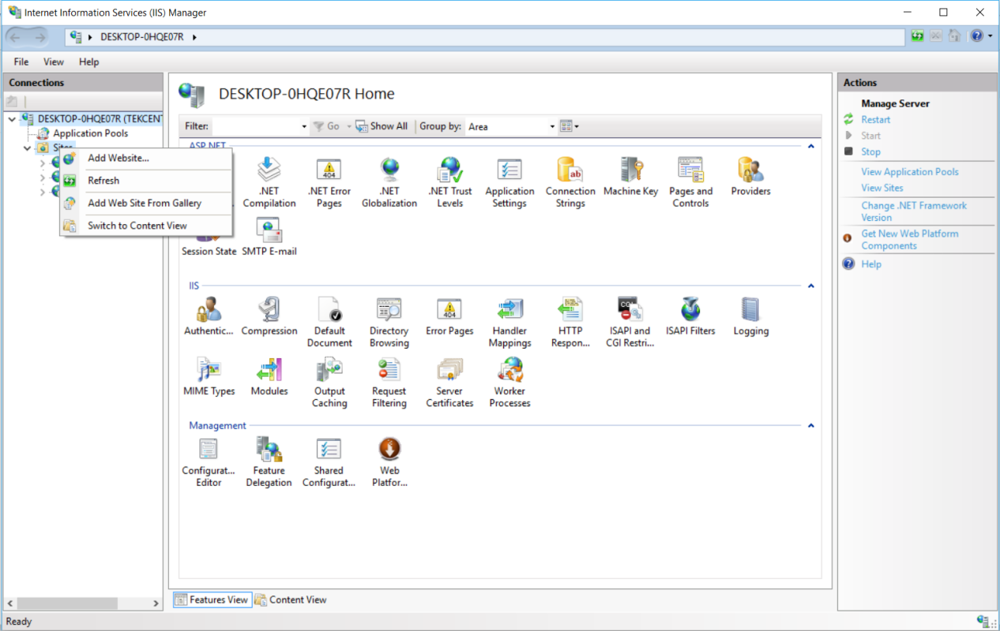 Internet Information Services (IIS) Manager
DESKTOP-0HQE07R
File View Help
Connections
DESKTOP-0HQE07R (TEKCENT
Application Pools
Sites
Add Website...
Refresh
Add Web Site From Gallery
Switch to Content View
DESKTOP-0HQE07R Home
Filter: Go Show All Group by: Area
ASP.NET
.NET Compilation
.NET Error Pages
.NET Globalization
.NET Trust Levels
Application Settings
Connection Strings
Machine Key
Pages and Controls
Providers
Session State
SMTP E-mail
IIS
Authentic...
Compression
Default Document
Directory Browsing
Error Pages
Handler Mappings
HTTP Respon...
ISAPI and CGI Restri...
ISAPI Filters
Logging
MIME Types
Modules
Output Caching
Request Filtering
Server Certificates
Worker Processes
Management
Configurat... Editor
Feature Delegation
Shared Configurat...
Web Platfor...
Features View
Content View
Actions
Manage Server
Restart
Start
Stop
View Application Pools
View Sites
Change .NET Framework
Version
Get New Web Platform
Components
Help
Ready